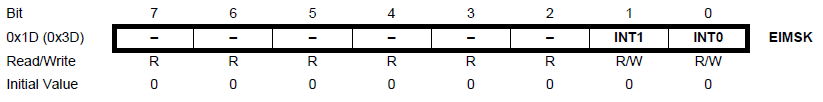 Bit 7 6 5 4 3 2 1 0
0x1D (0x3D) – – – – – – INT1 INT0 EIMSK
Read/Write R R R R R R R/W R/W
Initial Value 0 0 0 0 0 0 0 0